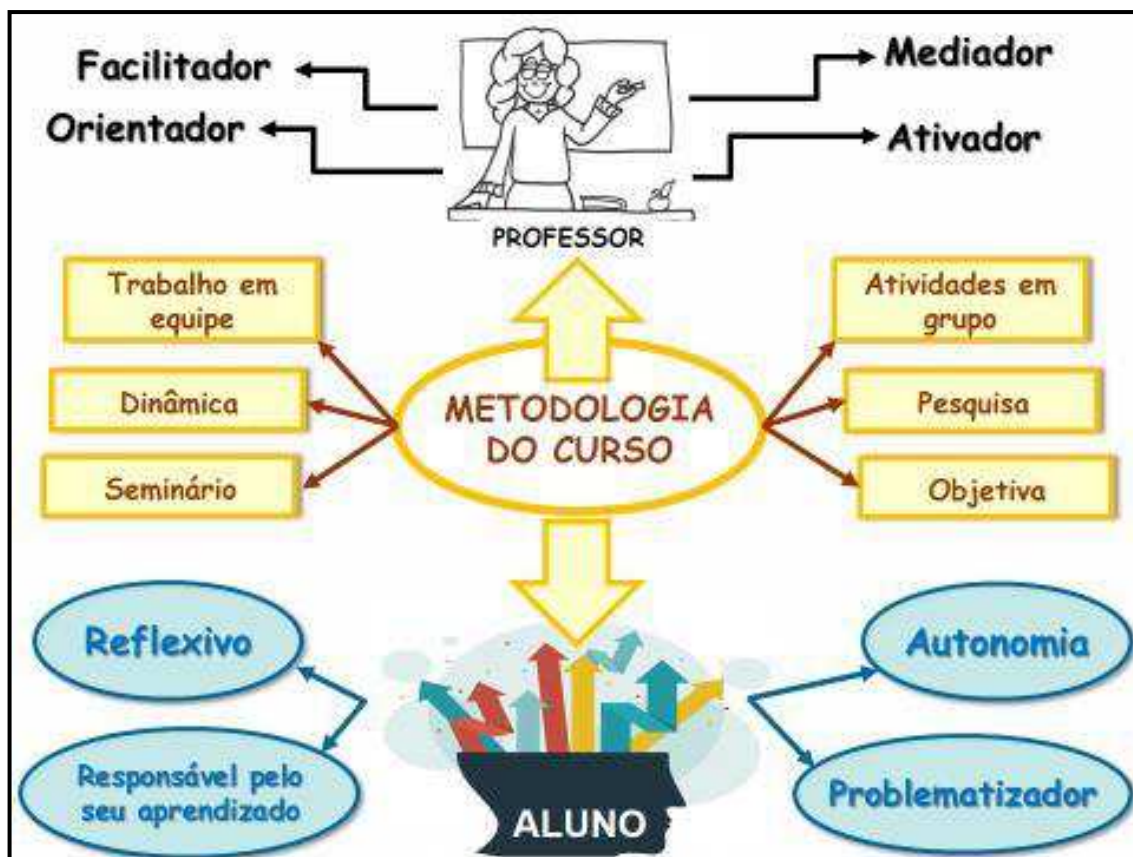 Facilitador
Mediador
Orientador
Ativador
PROFESSOR
Trabalho em
equipe
Atividades em
grupo
Dinâmica
METODOLOGIA
DO CURSO
Pesquisa
Seminário
Objetiva
Reflexivo
Autonomia
Responsável pelo
seu aprendizado
Problematizador
ALUNO